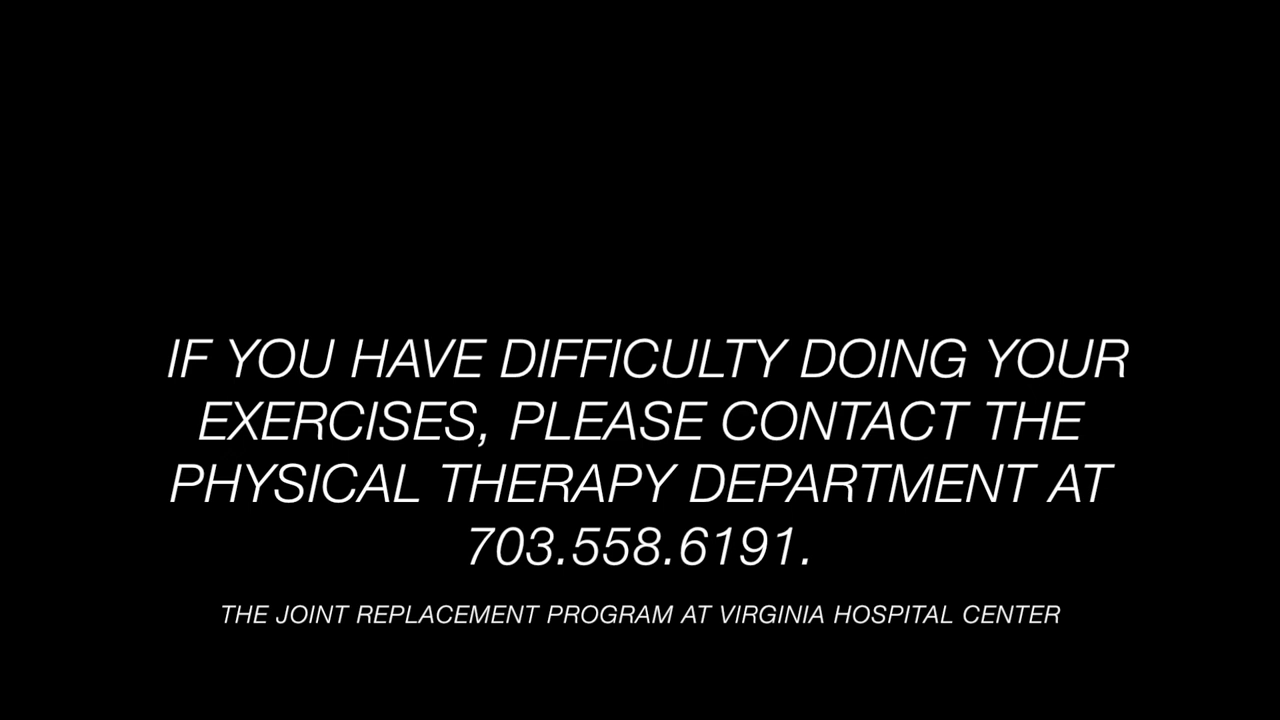 IF YOU HAVE DIFFICULTY DOING YOUR
EXERCISES, PLEASE CONTACT THE
PHYSICAL THERAPY DEPARTMENT AT
703.558.6191.
THE JOINT REPLACEMENT PROGRAM AT VIRGINIA HOSPITAL CENTER